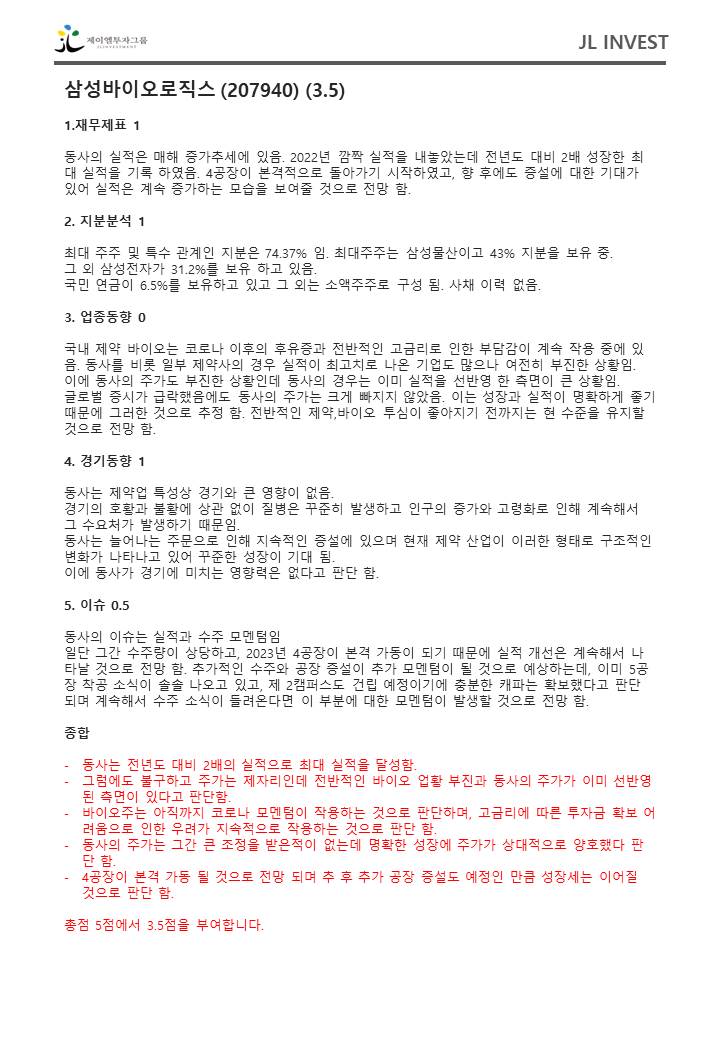 제이엘투자그룹
JL INVESTMENT
JL INVEST
삼성바이오로직스 (207940) (3.5)
1.재무제표 1
동사의 실적은 매해 증가추세에 있음. 2022년 깜짝 실적을 내놓았는데 전년도 대비 2배 성장한 최
대 실적을 기록 하였음. 4공장이 본격적으로 돌아가기 시작하였고, 향 후에도 증설에 대한 기대가
있어 실적은 계속 증가하는 모습을 보여줄 것으로 전망 함.
2. 지분분석 1
최대 주주 및 특수 관계인 지분은 74.37% 임. 최대주주는 삼성물산이고 43% 지분을 보유 중.
그 외 삼성전자가 31.2%를 보유 하고 있음.
국민 연금이 6.5%를 보유하고 있고 그 외는 소액주주로 구성 됨. 사채 이력 없음.
3. 업종동향 0
국내 제약 바이오는 코로나 이후의 후유증과 전반적인 고금리로 인한 부담감이 계속 작용 중에 있
음. 동사를 비롯 일부 제약사의 경우 실적이 최고치로 나온 기업도 많으나 여전히 부진한 상황임.
이에 동사의 주가도 부진한 상황인데 동사의 경우는 이미 실적을 선반영 한 측면이 큰 상황임.
글로벌 증시가 급락했음에도 동사의 주가는 크게 빠지지 않았음. 이는 성장과 실적이 명확하게 좋기
때문에 그러한 것으로 추정 함. 전반적인 제약,바이오 투심이 좋아지기 전까지는 현 수준을 유지할
것으로 전망 함.
4. 경기동향 1
동사는 제약업 특성상 경기와 큰 영향이 없음.
경기의 호황과 불황에 상관 없이 질병은 꾸준히 발생하고 인구의 증가와 고령화로 인해 계속해서
그 수요처가 발생하기 때문임.
동사는 늘어나는 주문으로 인해 지속적인 증설에 있으며 현재 제약 산업이 이러한 형태로 구조적인
변화가 나타나고 있어 꾸준한 성장이 기대 됨.
이에 동사가 경기에 미치는 영향력은 없다고 판단 함.
5. 이슈 0.5
동사의 이슈는 실적과 수주 모멘텀임
일단 그간 수주량이 상당하고, 2023년 4공장이 본격 가동이 되기 때문에 실적 개선은 계속해서 나
타날 것으로 전망 함. 추가적인 수주와 공장 증설이 추가 모멘텀이 될 것으로 예상하는데, 이미 5공
장 착공 소식이 솔솔 나오고 있고, 제 2캠퍼스도 건립 예정이기에 충분한 캐파는 확보했다고 판단
되며 계속해서 수주 소식이 들려온다면 이 부분에 대한 모멘텀이 발생할 것으로 전망 함.
종합
- 동사는 전년도 대비 2배의 실적으로 최대 실적을 달성함.
- 그럼에도 불구하고 주가는 제자리인데 전반적인 바이오 업황 부진과 동사의 주가가 이미 선반영
된 측면이 있다고 판단함.
- 바이오주는 아직까지 코로나 모멘텀이 작용하는 것으로 판단하며, 고금리에 따른 투자금 확보 어
려움으로 인한 우려가 지속적으로 작용하는 것으로 판단 함.
- 동사의 주가는 그간 큰 조정을 받은적이 없는데 명확한 성장에 주가가 상대적으로 양호했다 판
단 함.
- 4공장이 본격 가동 될 것으로 전망 되며 추 후 추가 공장 증설도 예정인 만큼 성장세는 이어질
것으로 판단 함.
총점 5점에서 3.5점을 부여합니다.